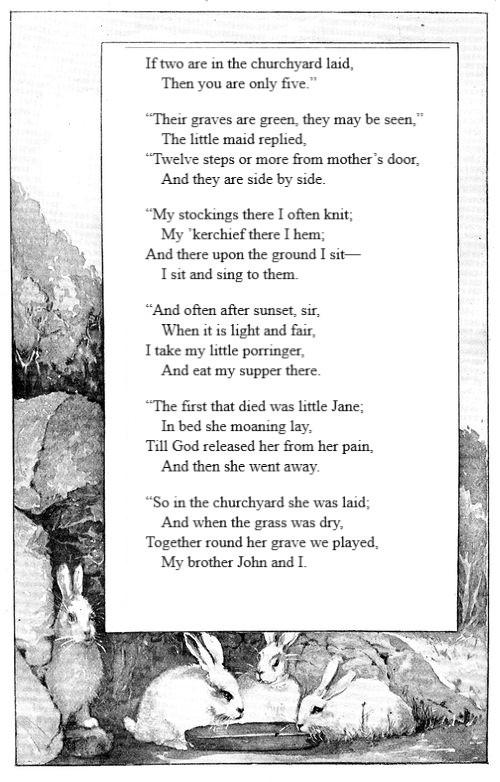 If two are in the churchyard laid,
Then you are only five.”
“Their graves are green, they may be seen,”
The little maid replied,
“Twelve steps or more from mother’s door,
And they are side by side.
“My stockings there I often knit;
My ’kerchief there I hem;
And there upon the ground I sit—
I sit and sing to them.
“And often after sunset, sir,
When it is light and fair,
I take my little porringer,
And eat my supper there.
“The first that died was little Jane;
In bed she moaning lay,
Till God released her from her pain,
And then she went away.
“So in the churchyard she was laid;
And when the grass was dry,
Together round her grave we played,
My brother John and I.